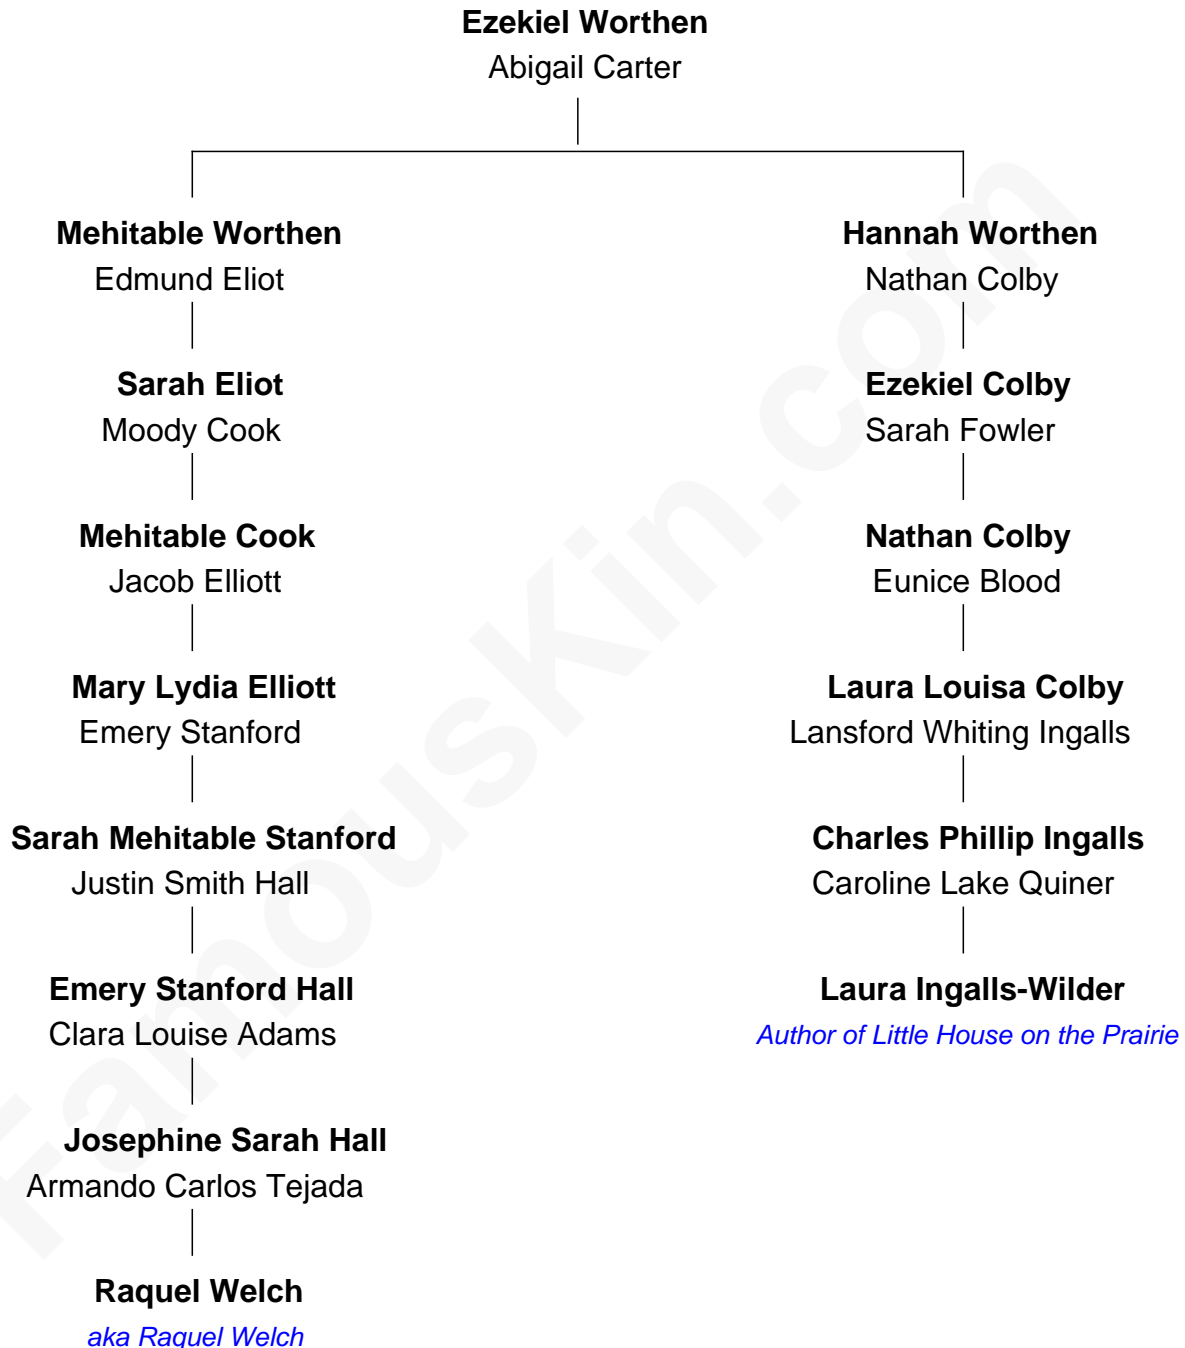 Ezekiel Worthen
Abigail Carter
Mehitable Worthen
Edmund Eliot
Hannah Worthen
Nathan Colby
Sarah Eliot
Moody Cook
Ezekiel Colby
Sarah Fowler
Mehitable Cook
Jacob Elliott
Nathan Colby
Eunice Blood
Mary Lydia Elliott
Emery Stanford
Laura Louisa Colby
Lansford Whiting Ingalls
Sarah Mehitable Stanford
Justin Smith Hall
Charles Phillip Ingalls
Caroline Lake Quiner
Emery Stanford Hall
Clara Louise Adams
Laura Ingalls-Wilder
Author of Little House on the Prairie
Josephine Sarah Hall
Armando Carlos Tejada
Raquel Welch
aka Raquel Welch
FamousKin.com